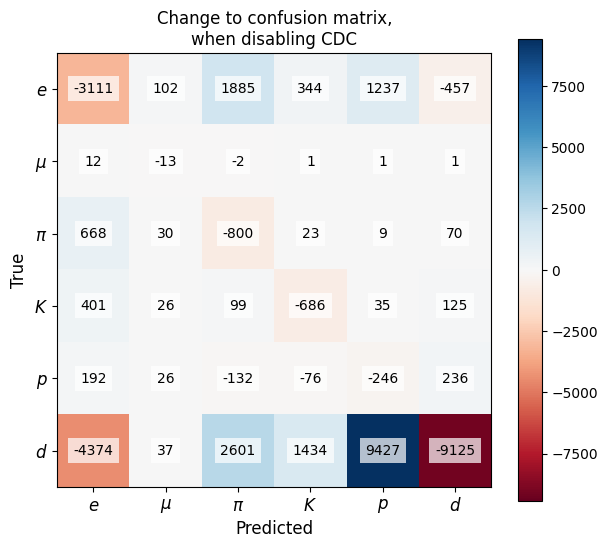 Change to confusion matrix,
when disabling CDC
e -3111 102 1885 344 1237 -457
μ 12 -13 -2 1 1 1
π 668 30 -800 23 9 70
K 401 26 99 -686 35 125
p 192 26 -132 -76 -246 236
d -4374 37 2601 1434 9427 -9125
e μ π K p d
Predicted
True
7500
5000
2500
0
−2500
−5000
−7500